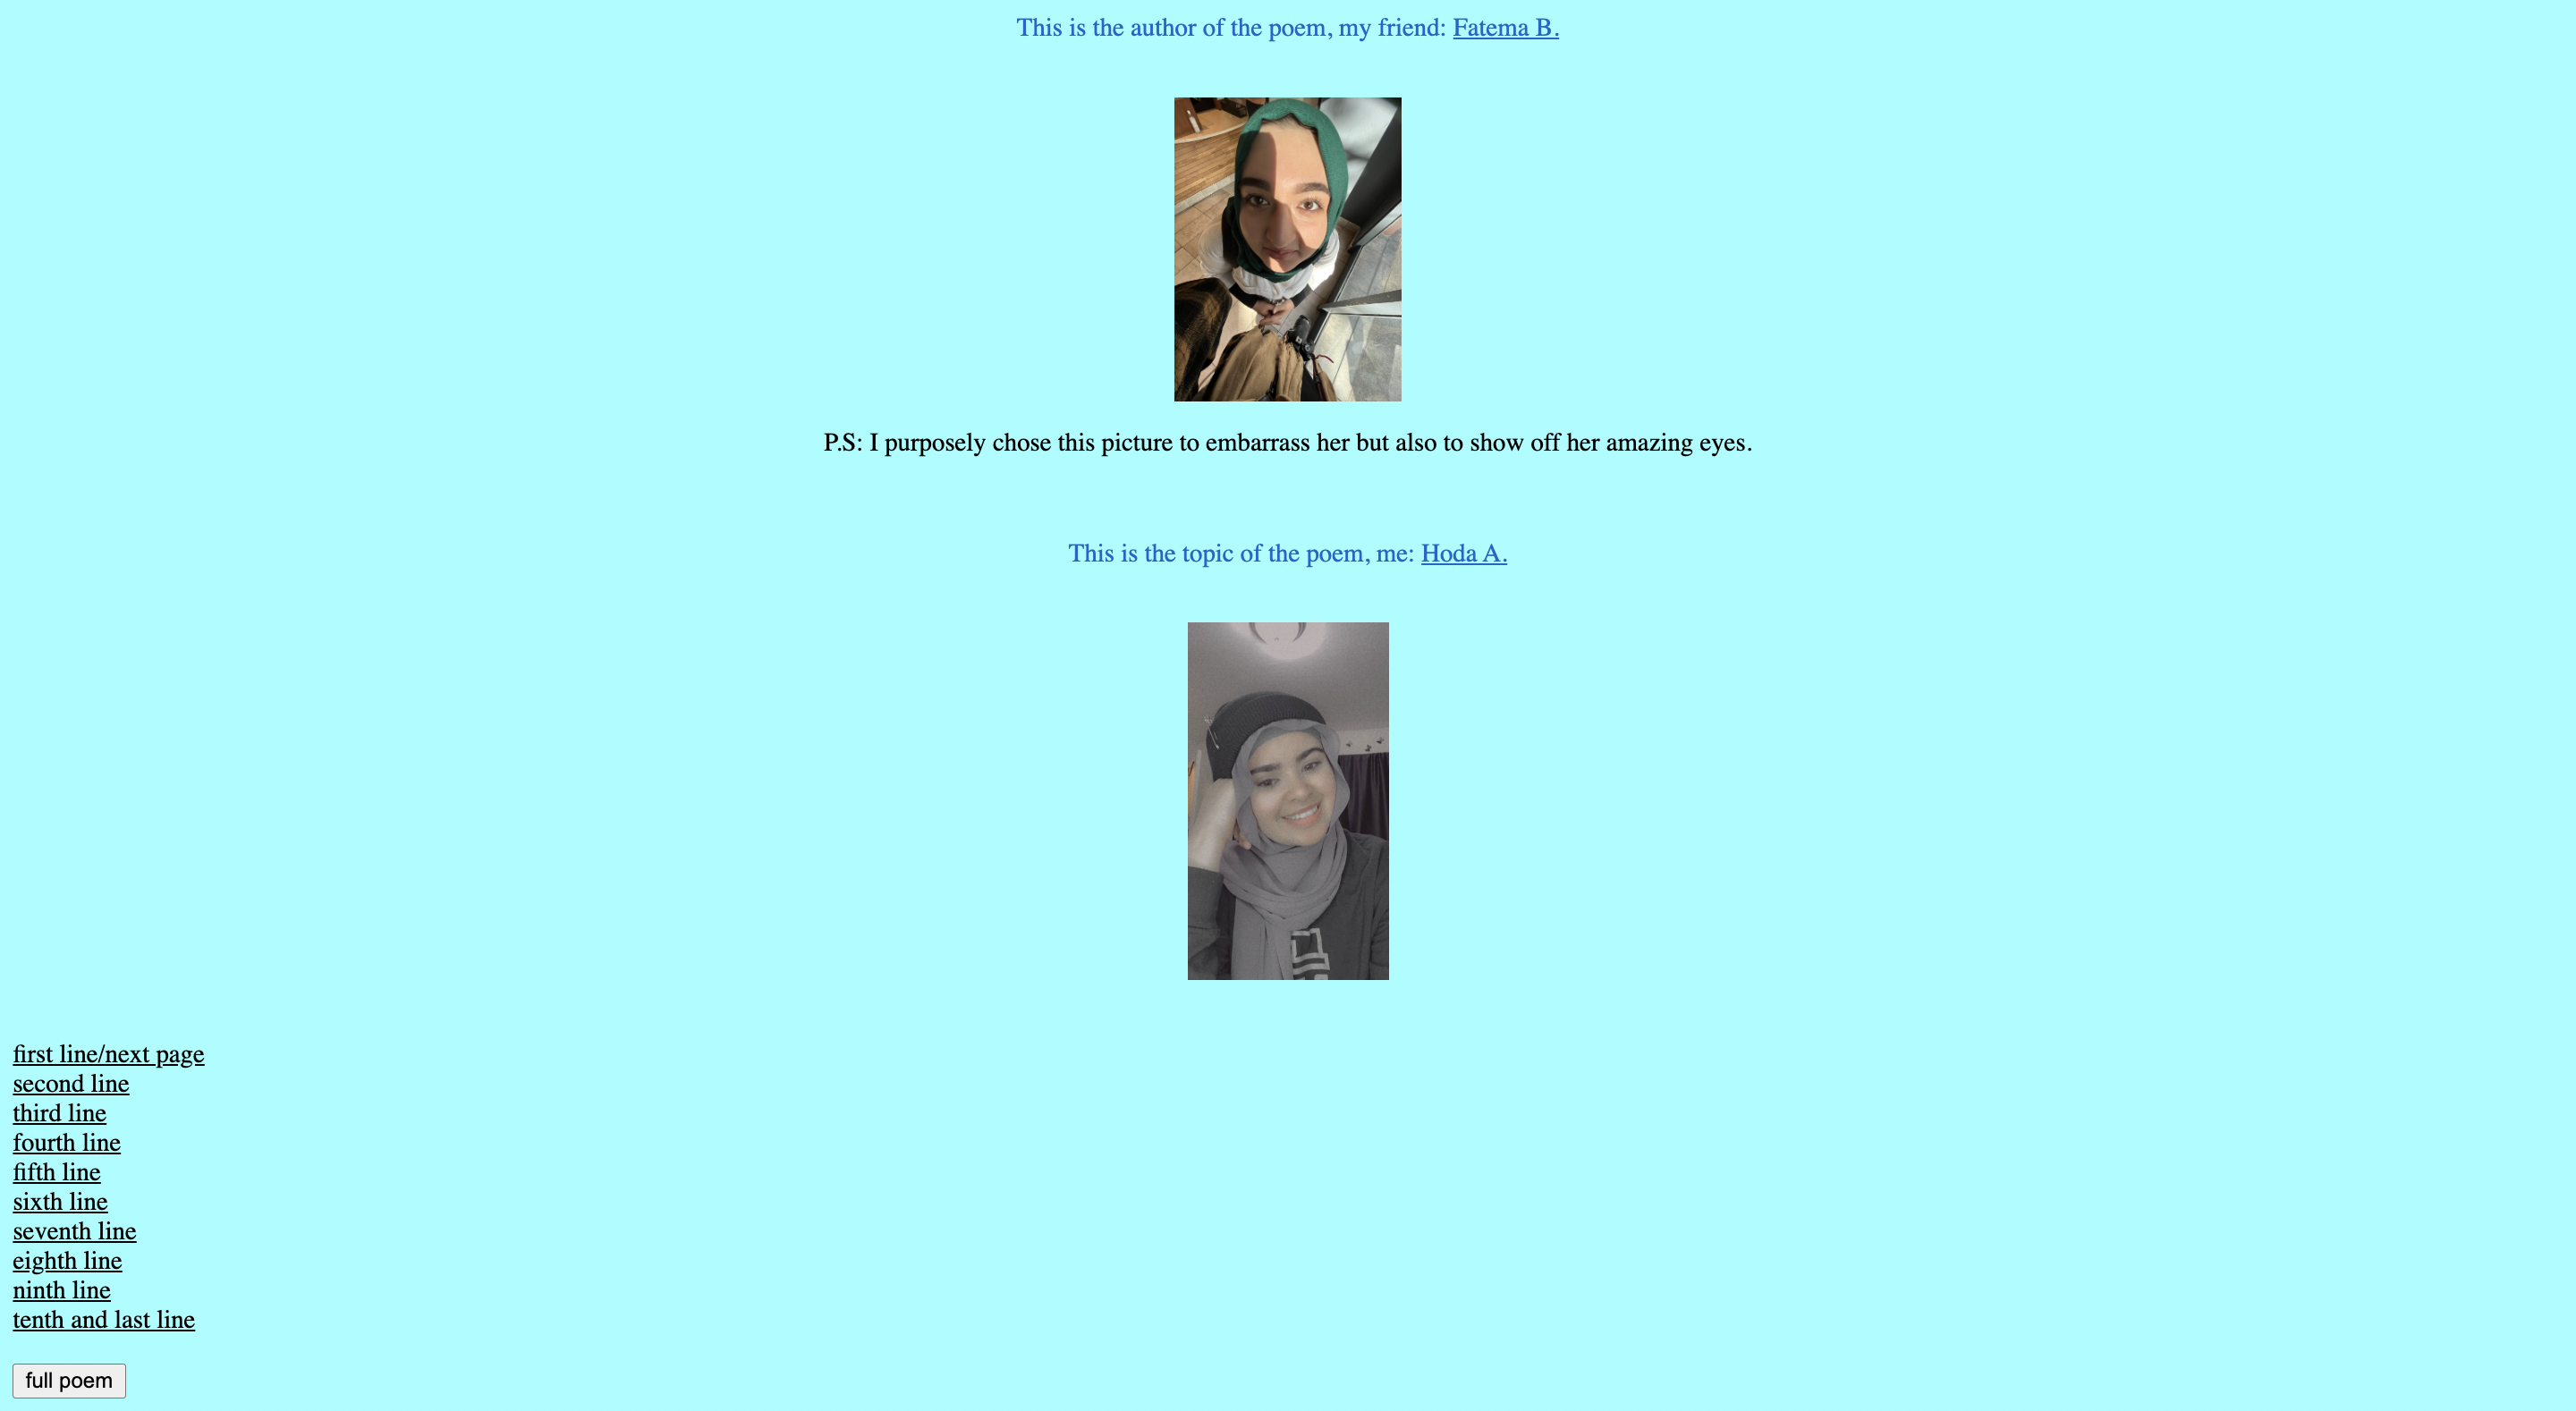 This is the author of the poem, my friend: Fatema B.
P.S: I purposely chose this picture to embarrass her but also to show off her amazing eyes.
This is the topic of the poem, me: Hoda A.
first line/next page
second line
third line
fourth line
fifth line
sixth line
seventh line
eighth line
ninth line
tenth and last line
full poem